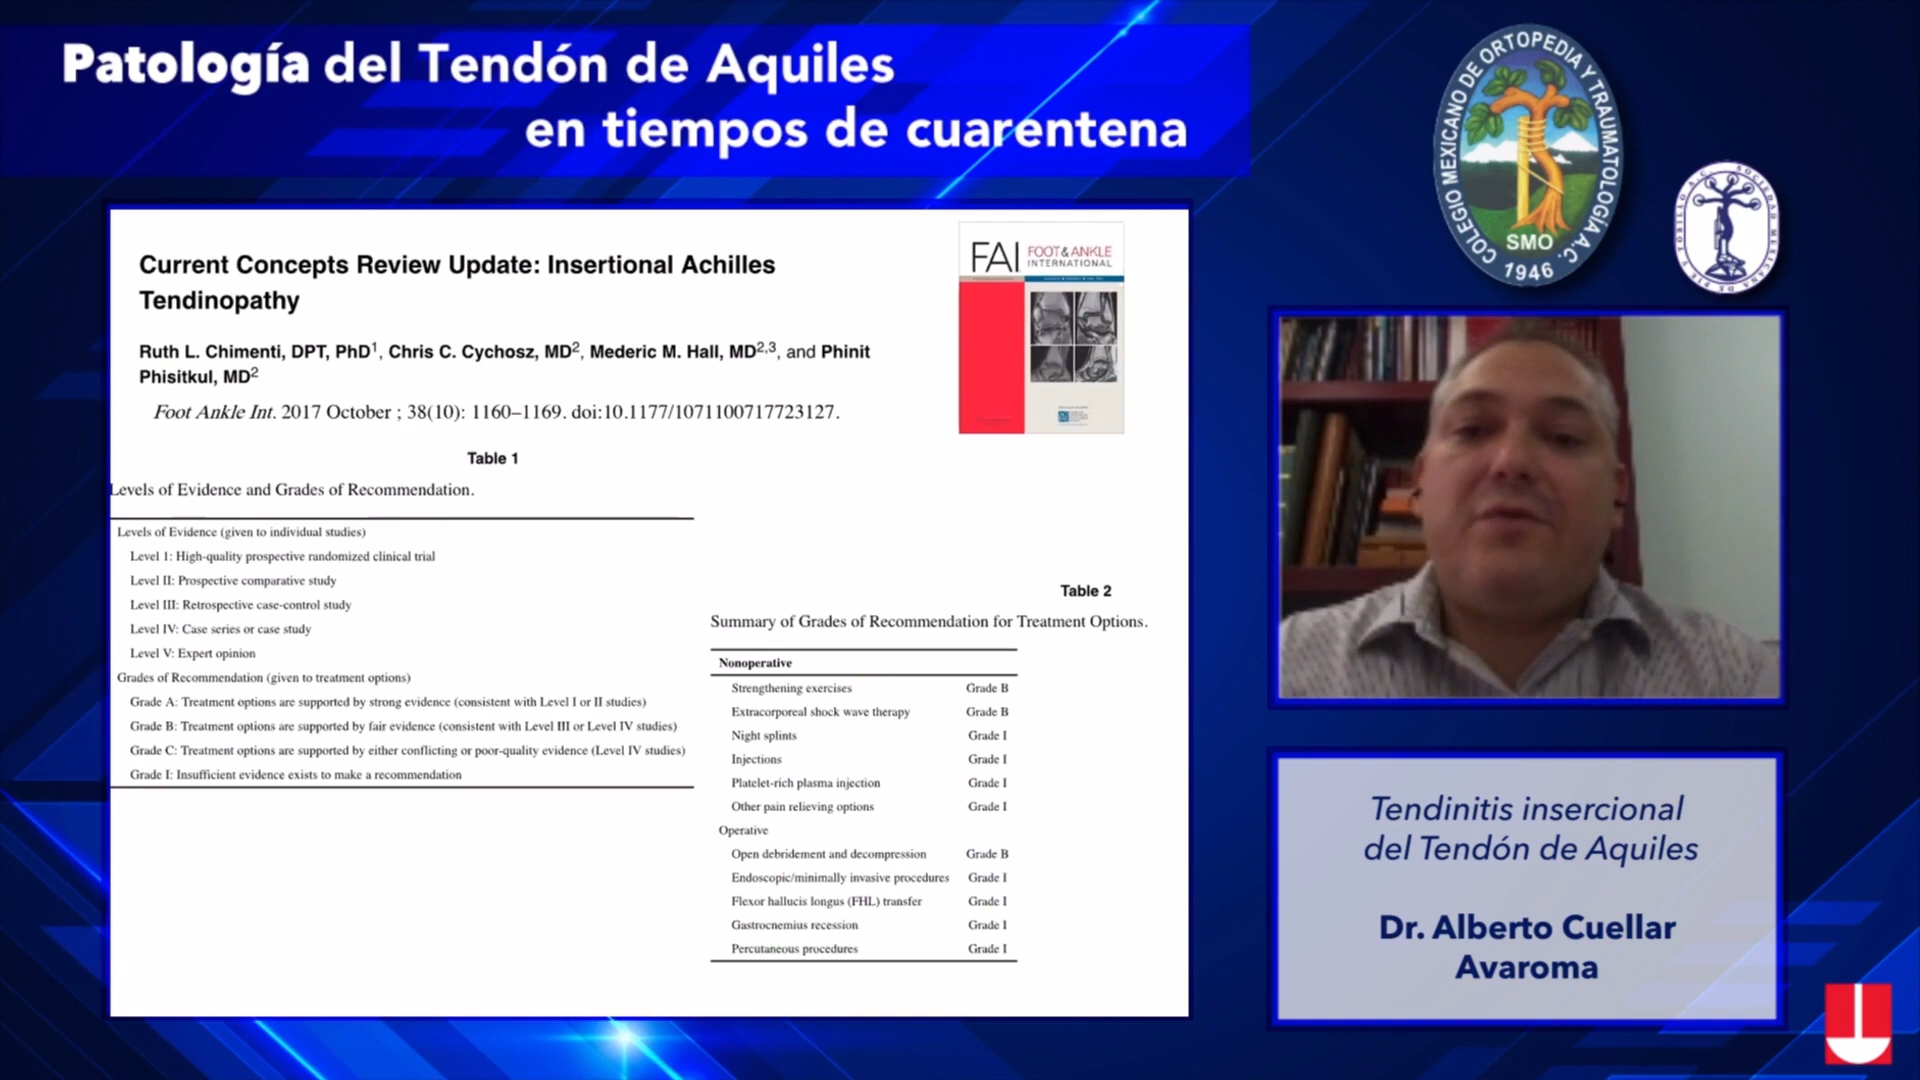 Patología del Tendón de Aquiles
en tiempos de cuarentena
COLEGIO MEXICANO DE ORTOPEDIA Y TRAUMATOLOGÍA A.C.
SMO
1946
Current Concepts Review Update: Insertional Achilles
Tendinopathy
Ruth L. Chimenti, DPT, PhD1, Chris C. Cychosz, MD2, Mederic M. Hall, MD2,3, and Phinit
Phisitkul, MD2
Foot Ankle Int. 2017 October ; 38(10): 1160–1169. doi:10.1177/1071100717723127.
FAI FOOT&ANKLE
INTERNATIONAL
Table 1
Levels of Evidence and Grades of Recommendation.
Levels of Evidence (given to individual studies)
Level 1: High-quality prospective randomized clinical trial
Level II: Prospective comparative study
Level III: Retrospective case-control study
Level IV: Case series or case study
Level V: Expert opinion
Grades of Recommendation (given to treatment options)
Grade A: Treatment options are supported by strong evidence (consistent with Level I or II studies)
Grade B: Treatment options are supported by fair evidence (consistent with Level III or Level IV studies)
Grade C: Treatment options are supported by either conflicting or poor-quality evidence (Level IV studies)
Grade I: Insufficient evidence exists to make a recommendation
Table 2
Summary of Grades of Recommendation for Treatment Options.
Nonoperative
Strengthening exercises Grade B
Extracorporeal shock wave therapy Grade B
Night splints Grade I
Injections Grade I
Platelet-rich plasma injection Grade I
Other pain relieving options Grade I
Operative
Open debridement and decompression Grade B
Endoscopic/minimally invasive procedures Grade I
Flexor hallucis longus (FHL) transfer Grade I
Gastrocnemius recession Grade I
Percutaneous procedures Grade I
Tendinitis insercional
del Tendón de Aquiles
Dr. Alberto Cuellar
Avaroma